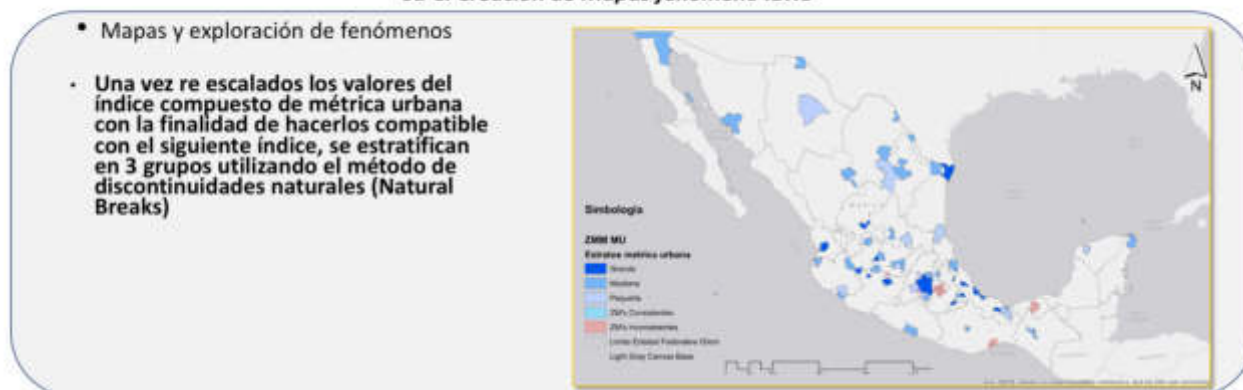 • Mapas y exploración de fenómenos
• Una vez re escalados los valores del
índice compuesto de métrica urbana
con la finalidad de hacerlos compatible
con el siguiente índice, se estratifican
en 3 grupos utilizando el método de
discontinuidades naturales (Natural
Breaks)
N
Simbología
ZMM MU
Estratos métrica urbana
Grande
Mediana
Pequeña
ZMs Consistentes
ZMs Inconsistentes
Light Gray Canvas Base